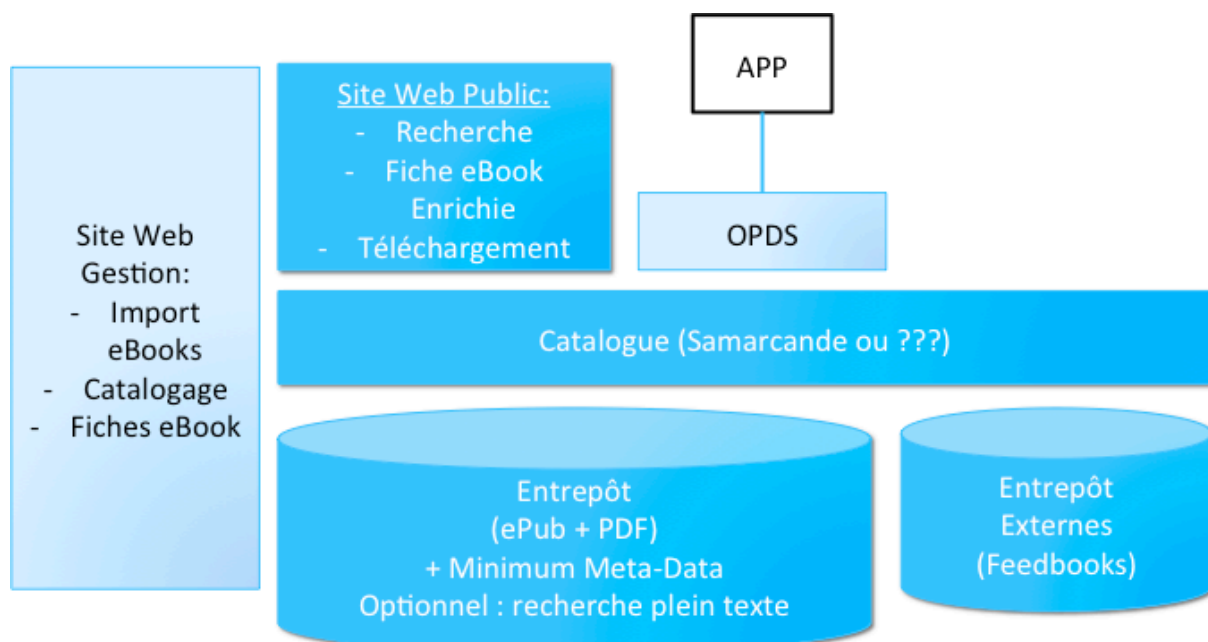 Site Web
Gestion:
- Import
eBooks
- Catalogage
- Fiches eBook
Site Web Public:
- Recherche
- Fiche eBook
Enrichie
- Téléchargement
APP
OPDS
Catalogue (Samarcande ou ???)
Entrepôt
(ePub + PDF)
+ Minimum Meta-Data
Optionnel : recherche plein texte
Entrepôt
Externes
(Feedbooks)